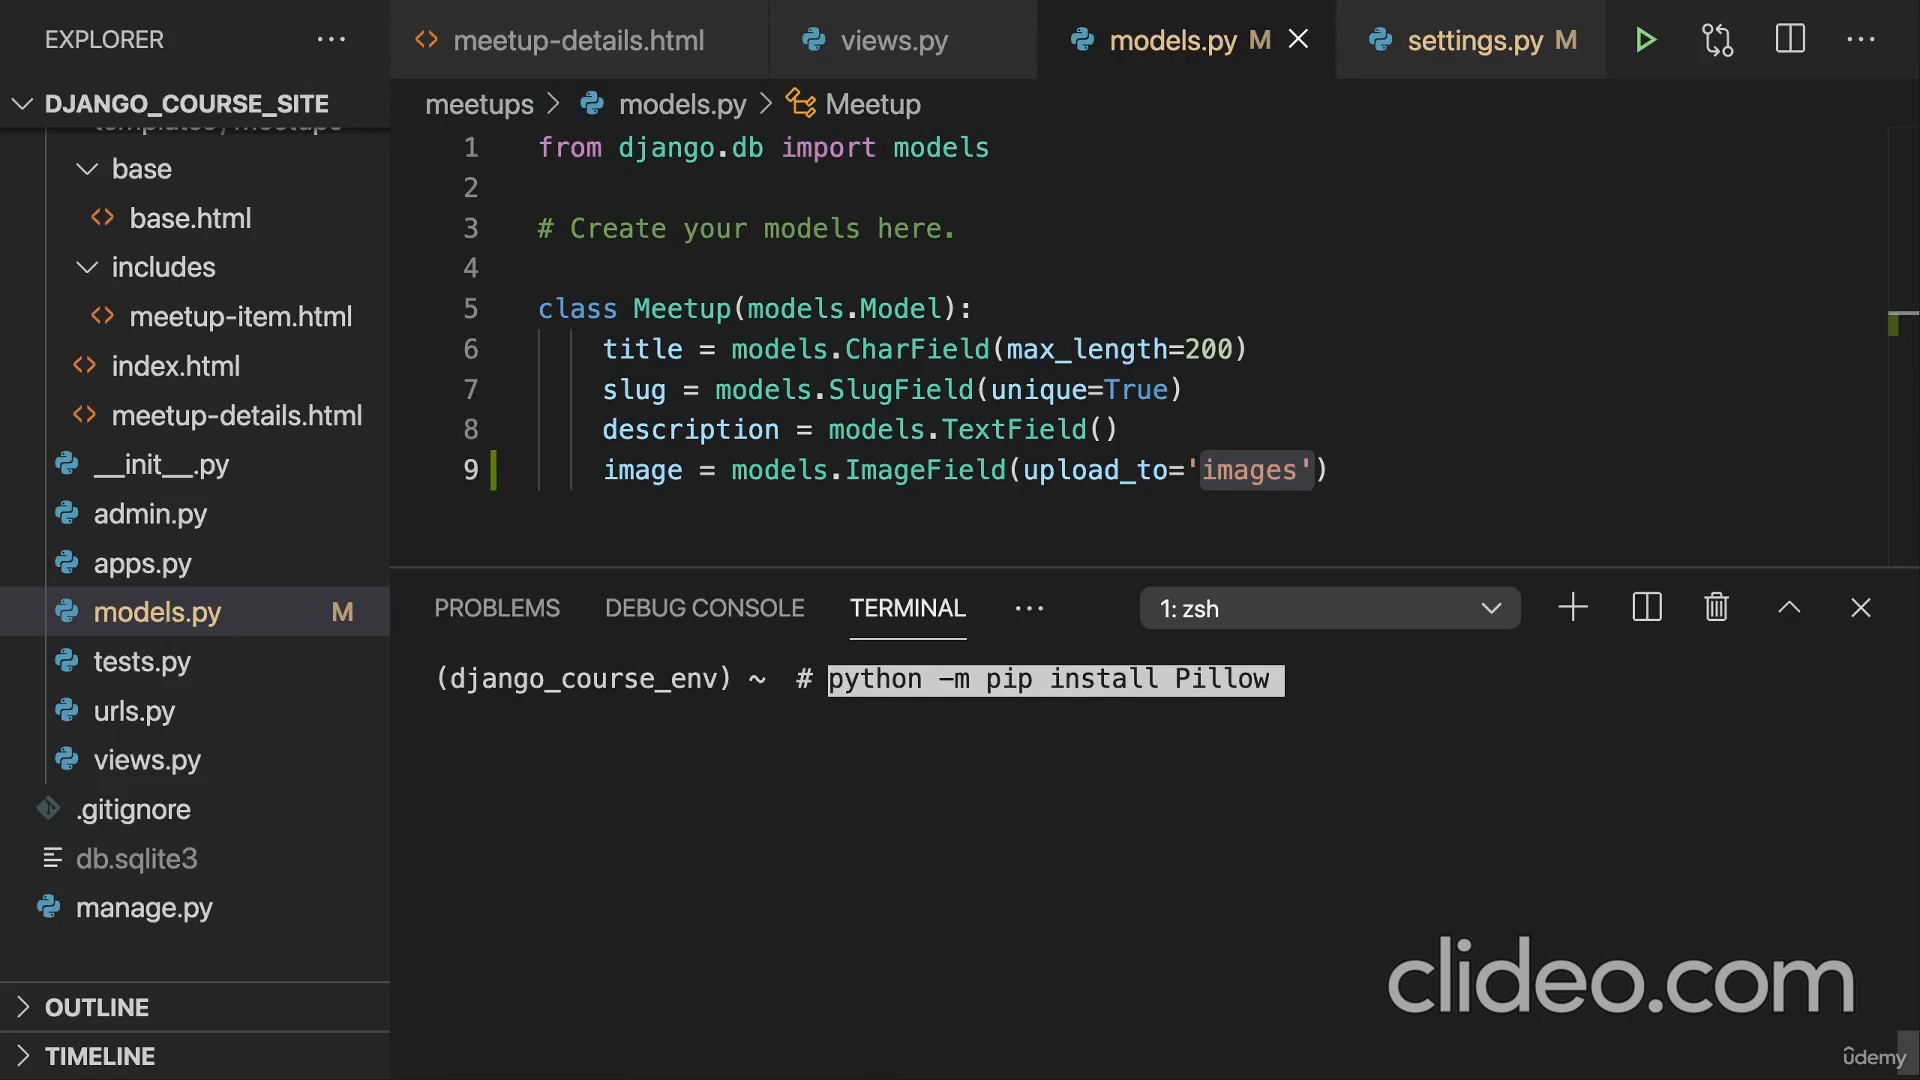 EXPLORER
DJANGO_COURSE_SITE
templates/meetups
base
base.html
includes
meetup-item.html
index.html
meetup-details.html
__init__.py
admin.py
apps.py
models.py M
tests.py
urls.py
views.py
.gitignore
db.sqlite3
manage.py
OUTLINE
TIMELINE
meetup-details.html views.py models.py M settings.py M
meetups > models.py > Meetup
1 from django.db import models
2
3 # Create your models here.
4
5 class Meetup(models.Model):
6 title = models.CharField(max_length=200)
7 slug = models.SlugField(unique=True)
8 description = models.TextField()
9 image = models.ImageField(upload_to='images')
PROBLEMS DEBUG CONSOLE TERMINAL ··· 1: zsh
(django_course_env) ~ # python -m pip install Pillow
clideo.com
ûdemy